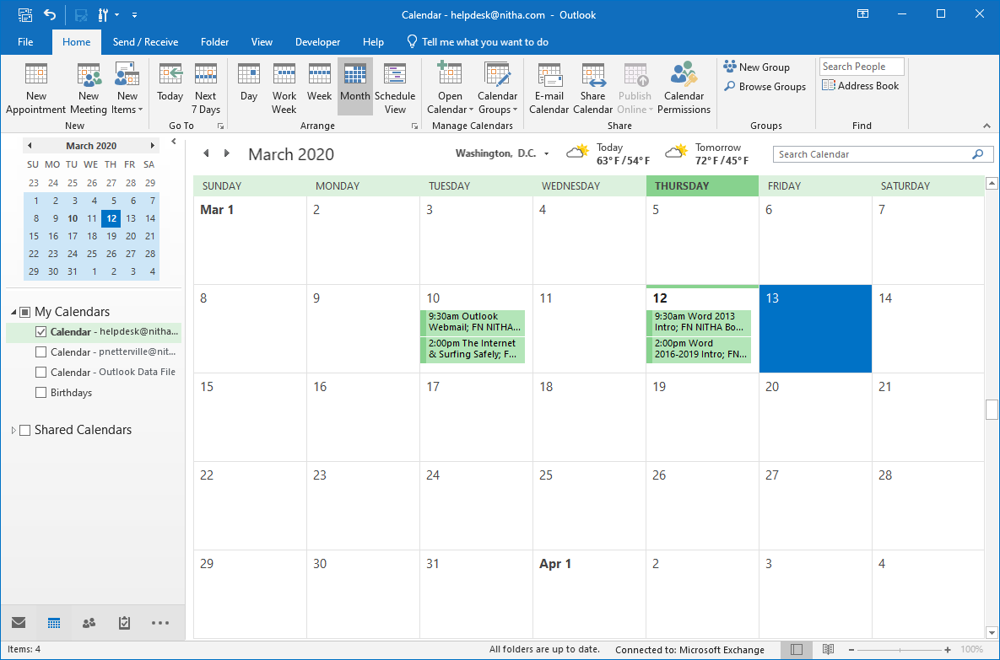 Calendar - helpdesk@nitha.com - Outlook
File Home Send / Receive Folder View Developer Help Tell me what you want to do
New Appointment
New Meeting
New Items
New
Today
Next 7 Days
Go To
Day
Work Week
Week
Month
Schedule View
Arrange
Open Calendar
Calendar Groups
Manage Calendars
E-mail Calendar
Share Calendar
Publish Online
Calendar Permissions
Share
New Group
Browse Groups
Groups
Search People
Address Book
Find
March 2020
SU MO TU WE TH FR SA
23 24 25 26 27 28 29
1 2 3 4 5 6 7
8 9 10 11 12 13 14
15 16 17 18 19 20 21
22 23 24 25 26 27 28
29 30 31 1 2 3 4
My Calendars
Calendar - helpdesk@nitha...
Calendar - pnetterville@nit...
Calendar - Outlook Data File
Birthdays
Shared Calendars
March 2020
Washington, D.C.
Today
63°F/54°F
Tomorrow
72°F/45°F
Search Calendar
SUNDAY MONDAY TUESDAY WEDNESDAY THURSDAY FRIDAY SATURDAY
Mar 1 2 3 4 5 6 7
8 9 10 11 12 13 14
9:30am Outlook
Webmail; FN NITHA...
2:00pm The Internet
& Surfing Safely; F...
9:30am Word 2013
Intro; FN NITHA Bo...
2:00pm Word
2016-2019 Intro; FN...
15 16 17 18 19 20 21
22 23 24 25 26 27 28
29 30 31 Apr 1 2 3 4
Items: 4
All folders are up to date.
Connected to: Microsoft Exchange
100%